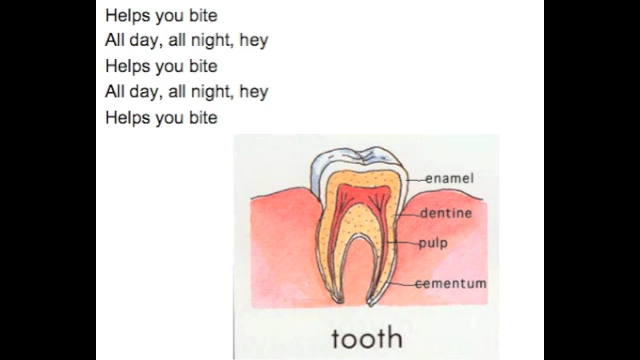 Helps you bite
All day, all night, hey
Helps you bite
All day, all night, hey
Helps you bite
enamel
dentine
pulp
cementum
tooth